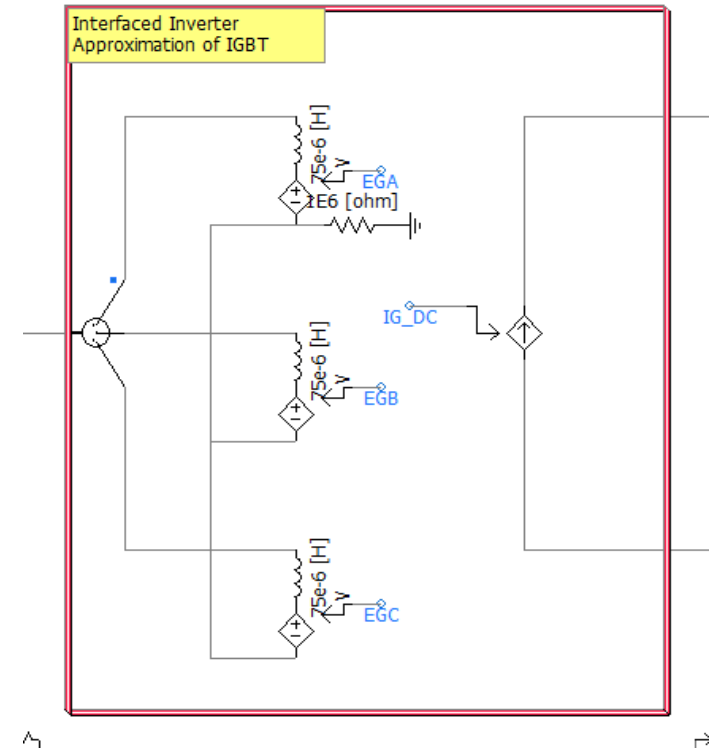 Interfaced Inverter
Approximation of IGBT
75e-6 [H]
V
EGA
1E6 [ohm]
IG_DC
75e-6 [H]
V
EGB
75e-6 [H]
V
EGC